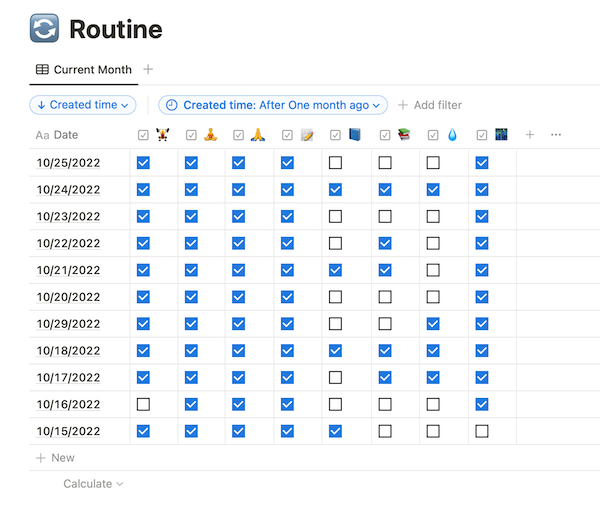 Routine
Current Month
Created time
Created time: After One month ago
Add filter
Aa Date
10/25/2022
10/24/2022
10/23/2022
10/22/2022
10/21/2022
10/20/2022
10/29/2022
10/18/2022
10/17/2022
10/16/2022
10/15/2022
New
Calculate